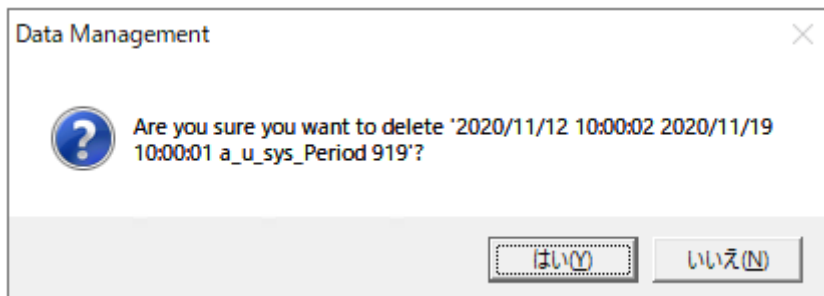 Data Management
Are you sure you want to delete '2020/11/12 10:00:02 2020/11/19
10:00:01 a_u_sys_Period 919'?
はい(Y)
いいえ(N)